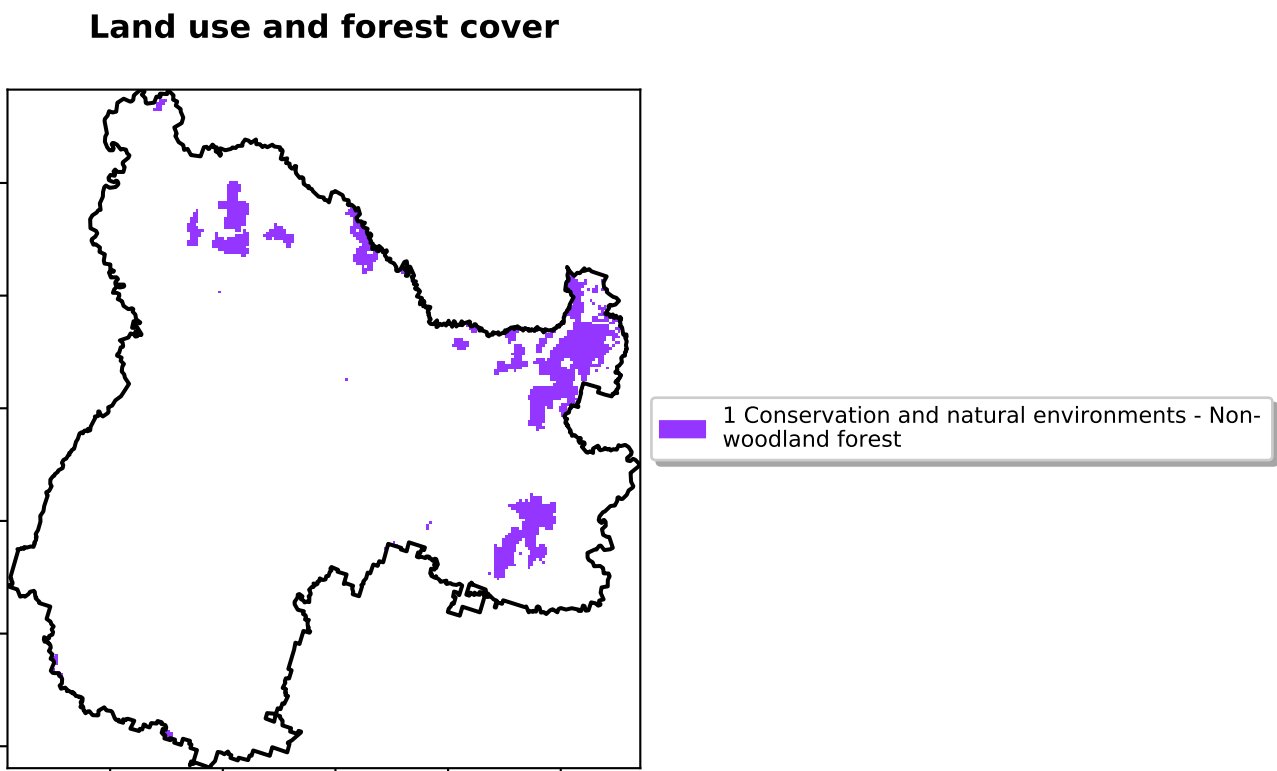 Land use and forest cover
1 Conservation and natural environments - Non-
woodland forest